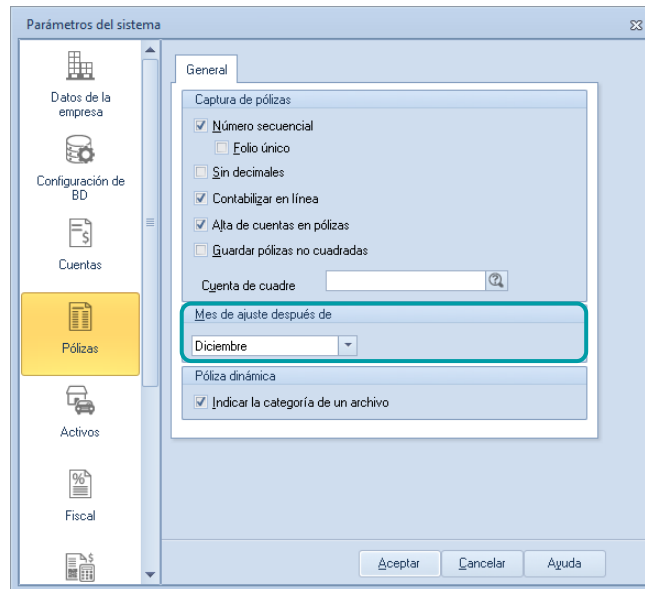 Parámetros del sistema
Datos de la
empresa
Configuración de
BD
Cuentas
Pólizas
Activos
Fiscal
General
Captura de pólizas
Número secuencial
Folio único
Sin decimales
Contabilizar en línea
Alta de cuentas en pólizas
Guardar pólizas no cuadradas
Cuenta de cuadre
Mes de ajuste después de
Diciembre
Póliza dinámica
Indicar la categoría de un archivo
Aceptar Cancelar Ayuda